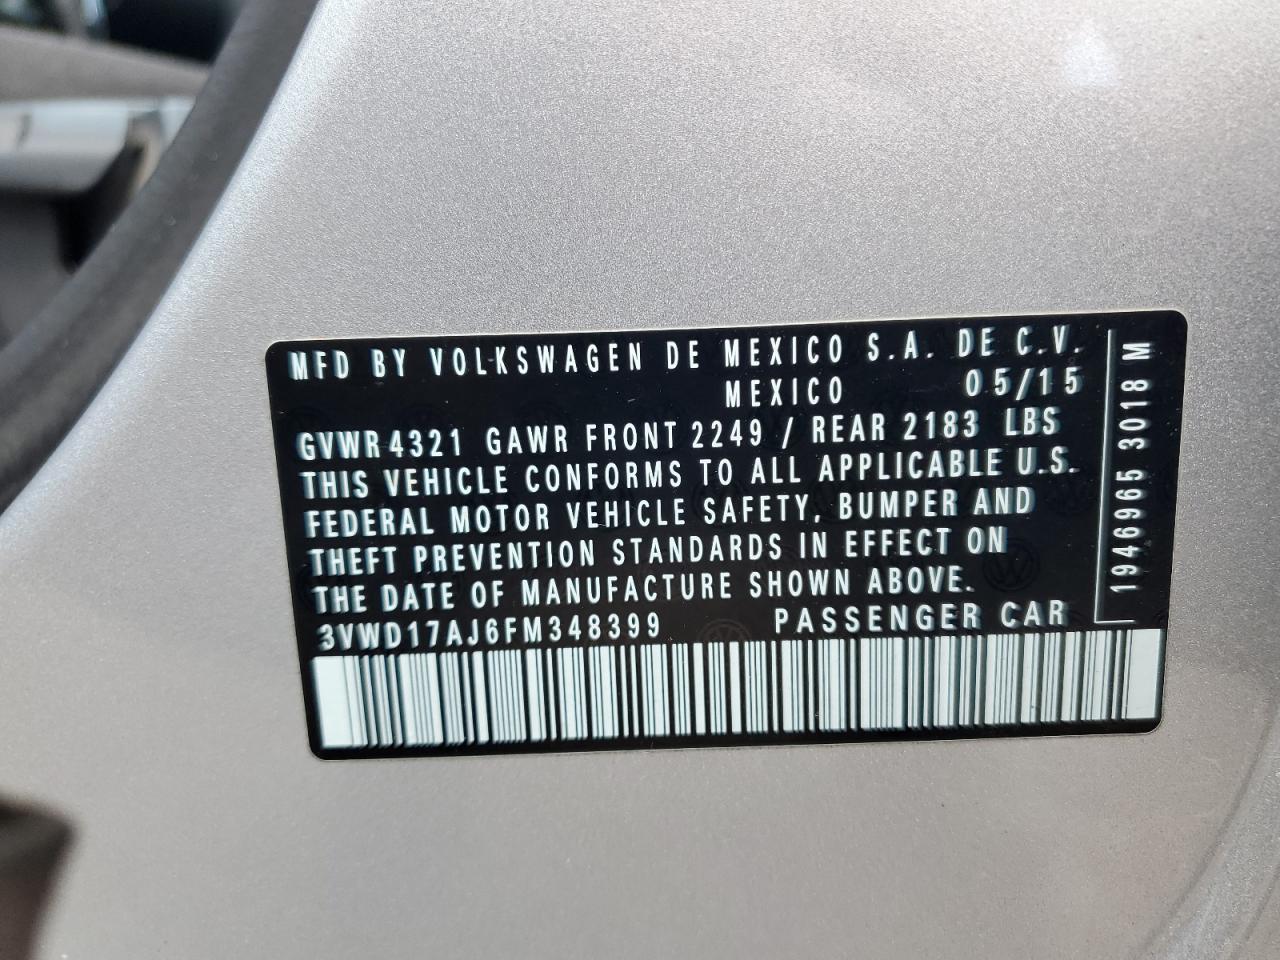 MFD BY VOLKSWAGEN DE MEXICO S.A. DE C.V.
MEXICO 05/15
GVWR 4321 GAWR FRONT 2249 / REAR 2183 LBS
THIS VEHICLE CONFORMS TO ALL APPLICABLE U.S.
FEDERAL MOTOR VEHICLE SAFETY, BUMPER AND
THEFT PREVENTION STANDARDS IN EFFECT ON
THE DATE OF MANUFACTURE SHOWN ABOVE.
3VWD17AJ6FM348399 PASSENGER CAR
1946965 3018 M